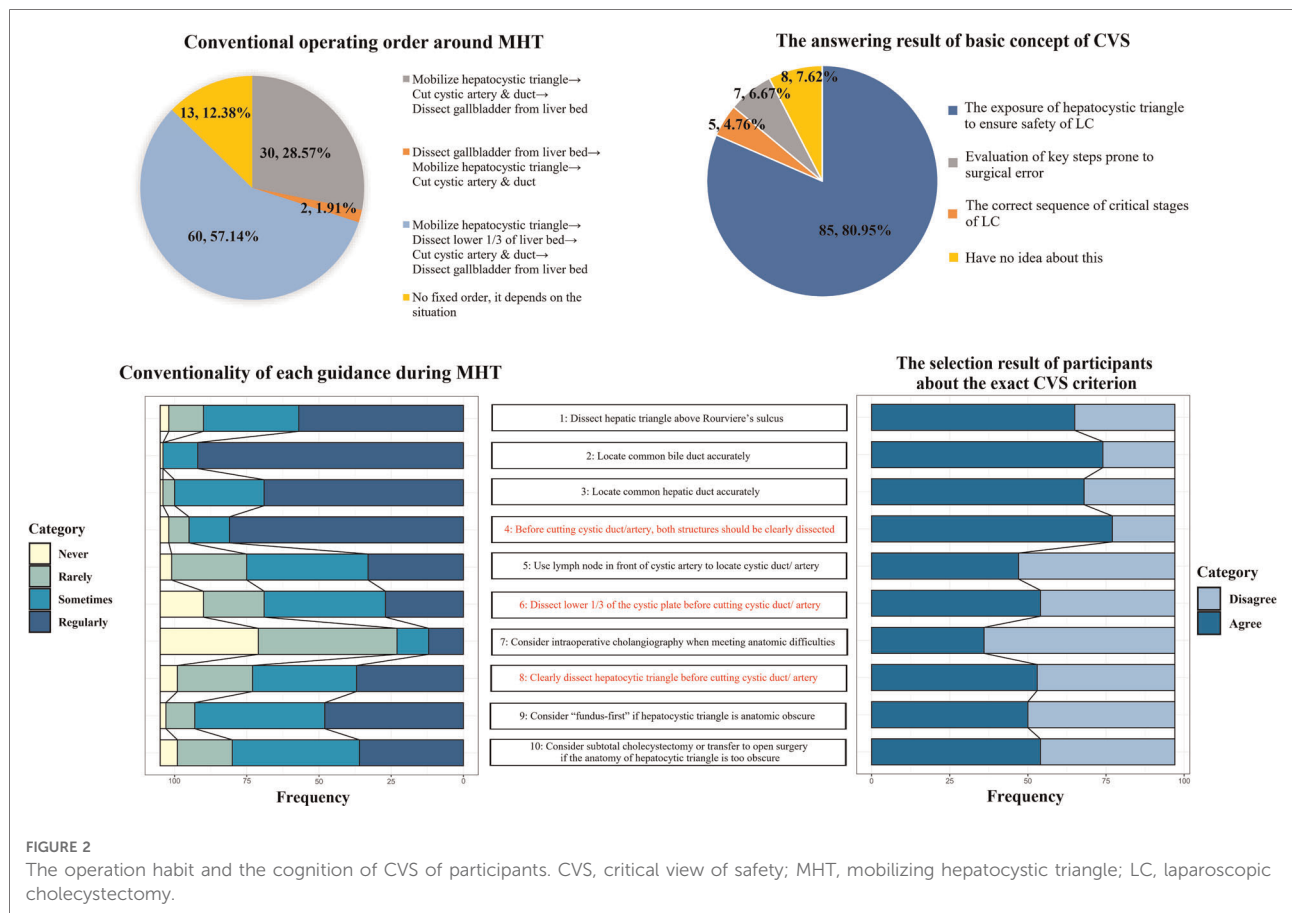 Conventional operating order around MHT
13, 12.38%
30, 28.57%
2, 1.91%
60, 57.14%
Mobilize hepatocystic triangle→
Cut cystic artery & duct→
Dissect gallbladder from liver bed
Dissect gallbladder from liver bed→
Mobilize hepatocystic triangle→
Cut cystic artery & duct
Mobilize hepatocystic triangle→
Dissect lower 1/3 of liver bed→
Cut cystic artery & duct→
Dissect gallbladder from liver bed
No fixed order, it depends on the
situation
The answering result of basic concept of CVS
8, 7.62%
7, 6.67%
5, 4.76%
85, 80.95%
The exposure of hepatocystic triangle
to ensure safety of LC
Evaluation of key steps prone to
surgical error
The correct sequence of critical stages
of LC
Have no idea about this
Conventionality of each guidance during MHT
Category
Never
Rarely
Sometimes
Regularly
100
75
50
25
0
Frequency
1: Dissect hepatic triangle above Rourviere's sulcus
2: Locate common bile duct accurately
3: Locate common hepatic duct accurately
4: Before cutting cystic duct/artery, both structures should be clearly dissected
5: Use lymph node in front of cystic artery to locate cystic duct/ artery
6: Dissect lower 1/3 of the cystic plate before cutting cystic duct/ artery
7: Consider intraoperative cholangiography when meeting anatomic difficulties
8: Clearly dissect hepatocytic triangle before cutting cystic duct/ artery
9: Consider "fundus-first" if hepatocystic triangle is anatomic obscure
10: Consider subtotal cholecystectomy or transfer to open surgery
if the anatomy of hepatocytic triangle is too obscure
The selection result of participants
about the exact CVS criterion
0
25
50
75
100
Frequency
Category
Disagree
Agree
FIGURE 2
The operation habit and the cognition of CVS of participants. CVS, critical view of safety; MHT, mobilizing hepatocystic triangle; LC, laparoscopic
cholecystectomy.